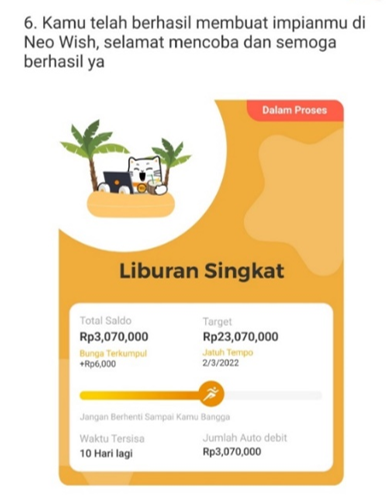 6. Kamu telah berhasil membuat impianmu di
Neo Wish, selamat mencoba dan semoga
berhasil ya
Dalam Proses
Liburan Singkat
Total Saldo
Rp3,070,000
Bunga Terkumpul
+Rp6,000
Target
Rp23,070,000
Jatuh Tempo
2/3/2022
Jangan Berhenti Sampai Kamu Bangga
Waktu Tersisa
10 Hari lagi
Jumlah Auto debit
Rp3,070,000